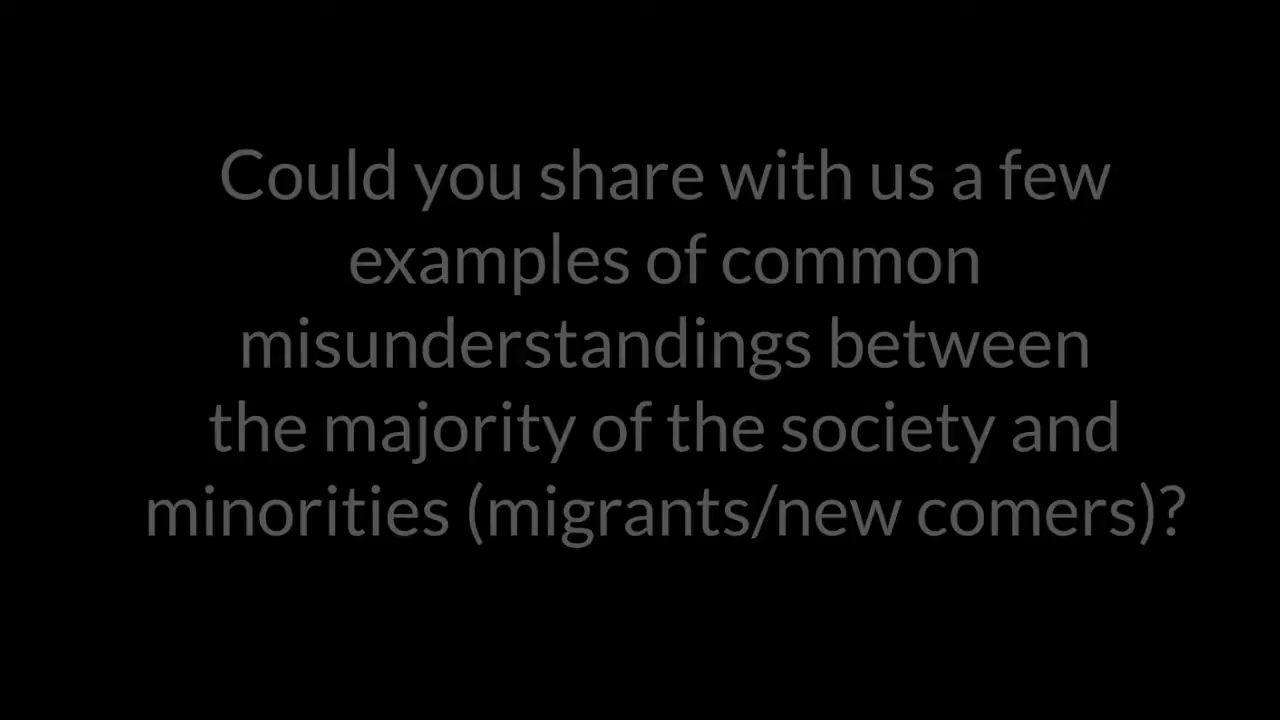 Could you share with us a few
examples of common
misunderstandings between
the majority of the society and
minorities (migrants/new comers)?